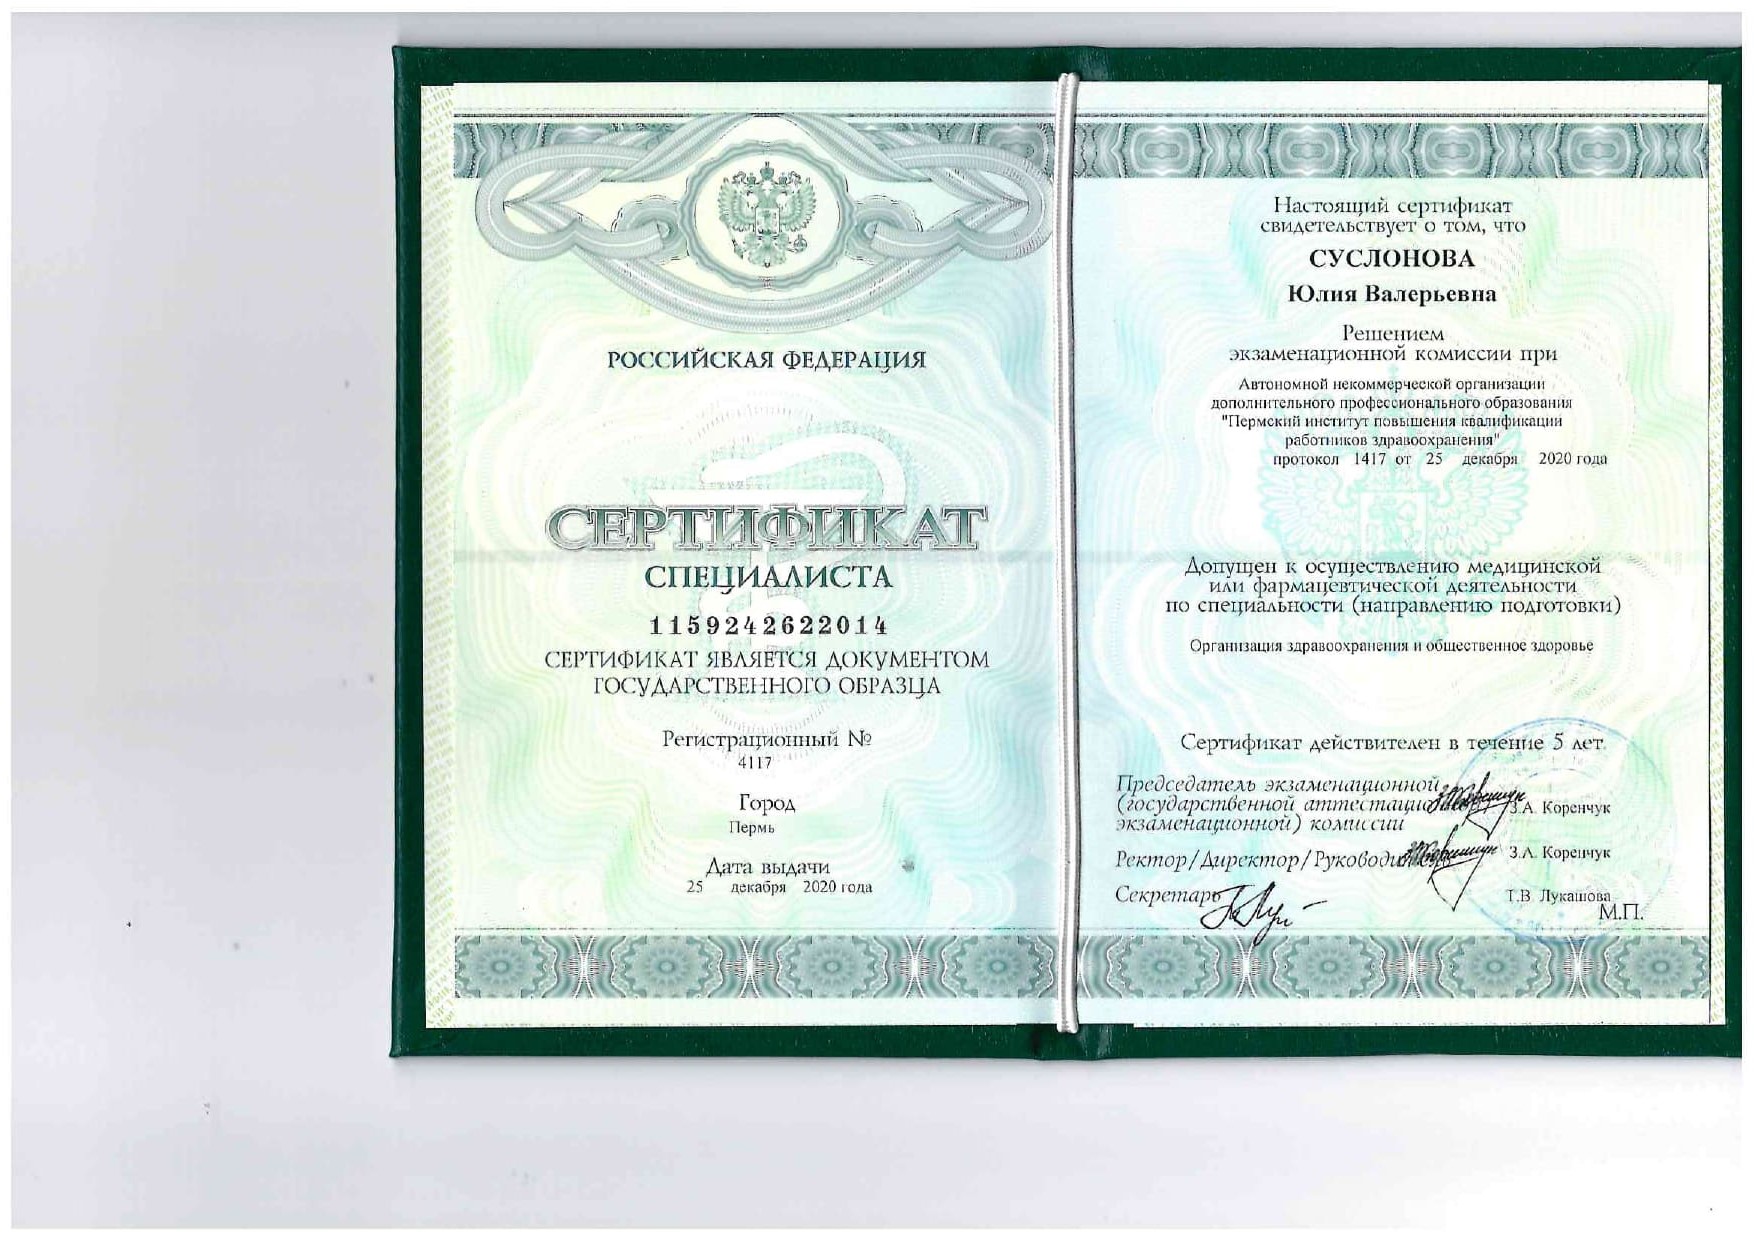 РОССИЙСКАЯ ФЕДЕРАЦИЯ
СЕРТИФИКАТ
СПЕЦИАЛИСТА
1159242622014
СЕРТИФИКАТ ЯВЛЯЕТСЯ ДОКУМЕНТОМ
ГОСУДАРСТВЕННОГО ОБРАЗЦА
Регистрационный №
4117
Город
Пермь
Дата выдачи
25 декабря 2020 года
Настоящий сертификат
свидетельствует о том, что
СУСЛОНОВА
Юлия Валерьевна
Решением
экзаменационной комиссии при
Автономной некоммерческой организации
дополнительного профессионального образования
"Пермский институт повышения квалификации
работников здравоохранения"
протокол 1417 от 25 декабря 2020 года
Допущен к осуществлению медицинской
или фармацевтической деятельности
по специальности (направлению подготовки)
Организация здравоохранения и общественное здоровье
Сертификат действителен в течение 5 лет.
Председатель экзаменационной
(государственной З.А. Коренчук
экзаменационной) комиссии
Ректор/Директор/ З.А. Коренчук
Секретарь Т.В. Лукашова
М.П.